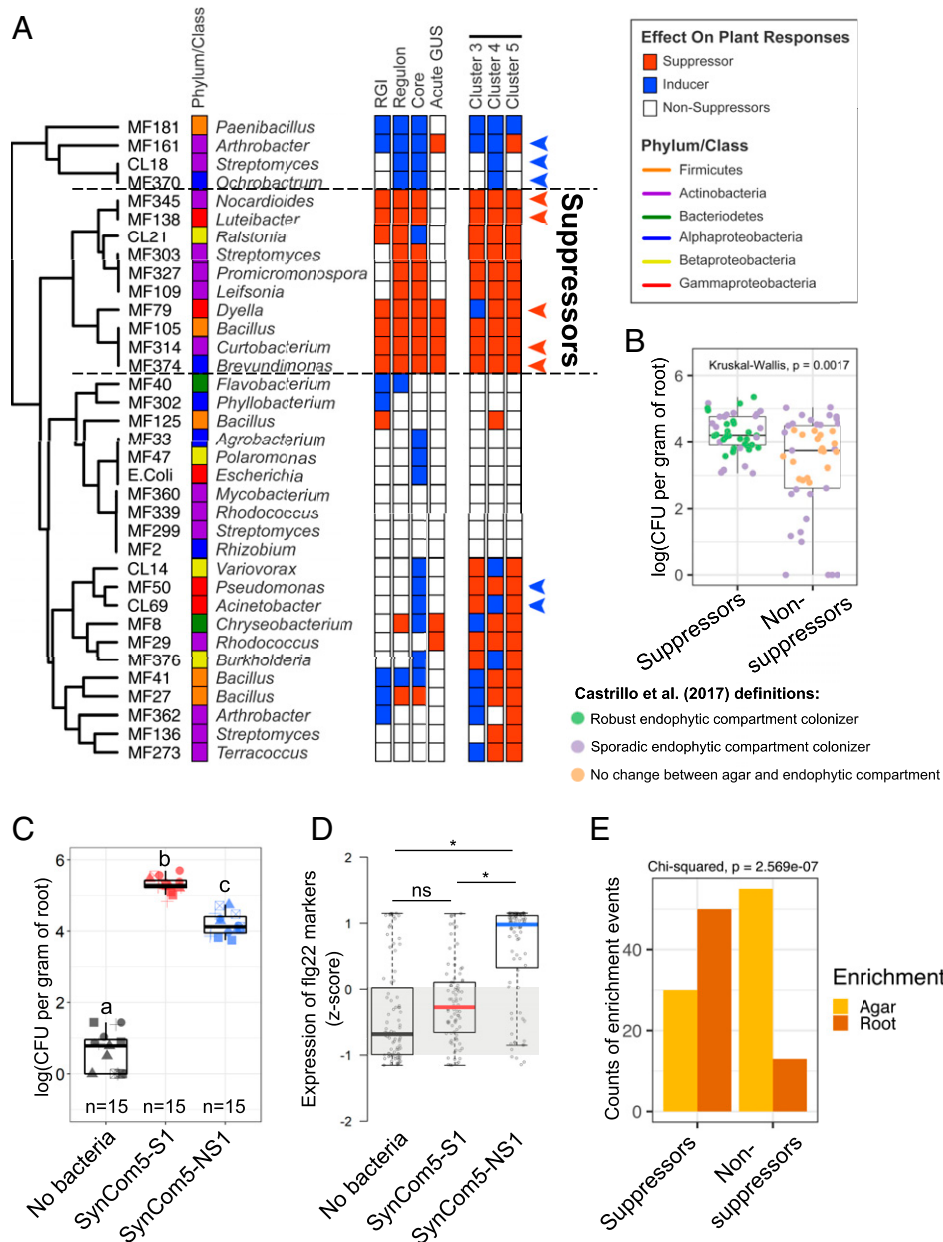 A
Phylum/Class
RGI
Regulon
Core
Acute GUS
Cluster 3
Cluster 4
Cluster 5
MF181 Paenibacillus
MF161 Arthrobacter
CL18 Streptomyces
MF370 Ochrobactrum
MF345 Nocardioides
MF138 Luteibacter
CL21 Ralstonia
MF303 Streptomyces
MF327 Promicromonospora
MF109 Leifsonia
MF79 Dyella
MF105 Bacillus
MF314 Curtobacterium
MF374 Brevundimonas
MF40 Flavobacterium
MF302 Phyllobacterium
MF125 Bacillus
MF33 Agrobacterium
MF47 Polaromonas
E.Coli Escherichia
MF360 Mycobacterium
MF339 Rhodococcus
MF299 Streptomyces
MF2 Rhizobium
CL14 Variovorax
MF50 Pseudomonas
CL69 Acinetobacter
MF8 Chryseobacterium
MF29 Rhodococcus
MF376 Burkholderia
MF41 Bacillus
MF27 Bacillus
MF362 Arthrobacter
MF136 Streptomyces
MF273 Terracoccus
Suppressors
Effect On Plant Responses
Suppressor
Inducer
Non-Suppressors
Phylum/Class
Firmicutes
Actinobacteria
Bacteriodetes
Alphaproteobacteria
Betaproteobacteria
Gammaproteobacteria
B
Kruskal-Wallis, p = 0.0017
log(CFU per gram of root)
6
4
2
0
Suppressors
Non-
suppressors
Castrillo et al. (2017) definitions:
Robust endophytic compartment colonizer
Sporadic endophytic compartment colonizer
No change between agar and endophytic compartment
C
log(CFU per gram of root)
6
4
2
0
a
b
c
n=15 n=15 n=15
No bacteria
SynCom5-S1
SynCom5-NS1
D
Expression of flg22 markers
(z-score)
2
1
0
-1
-2
*
ns
*
No bacteria
SynCom5-S1
SynCom5-NS1
E
Chi-squared, p = 2.569e-07
Counts of enrichment events
40
20
0
Suppressors
Non-
suppressors
Enrichment
Agar
Root